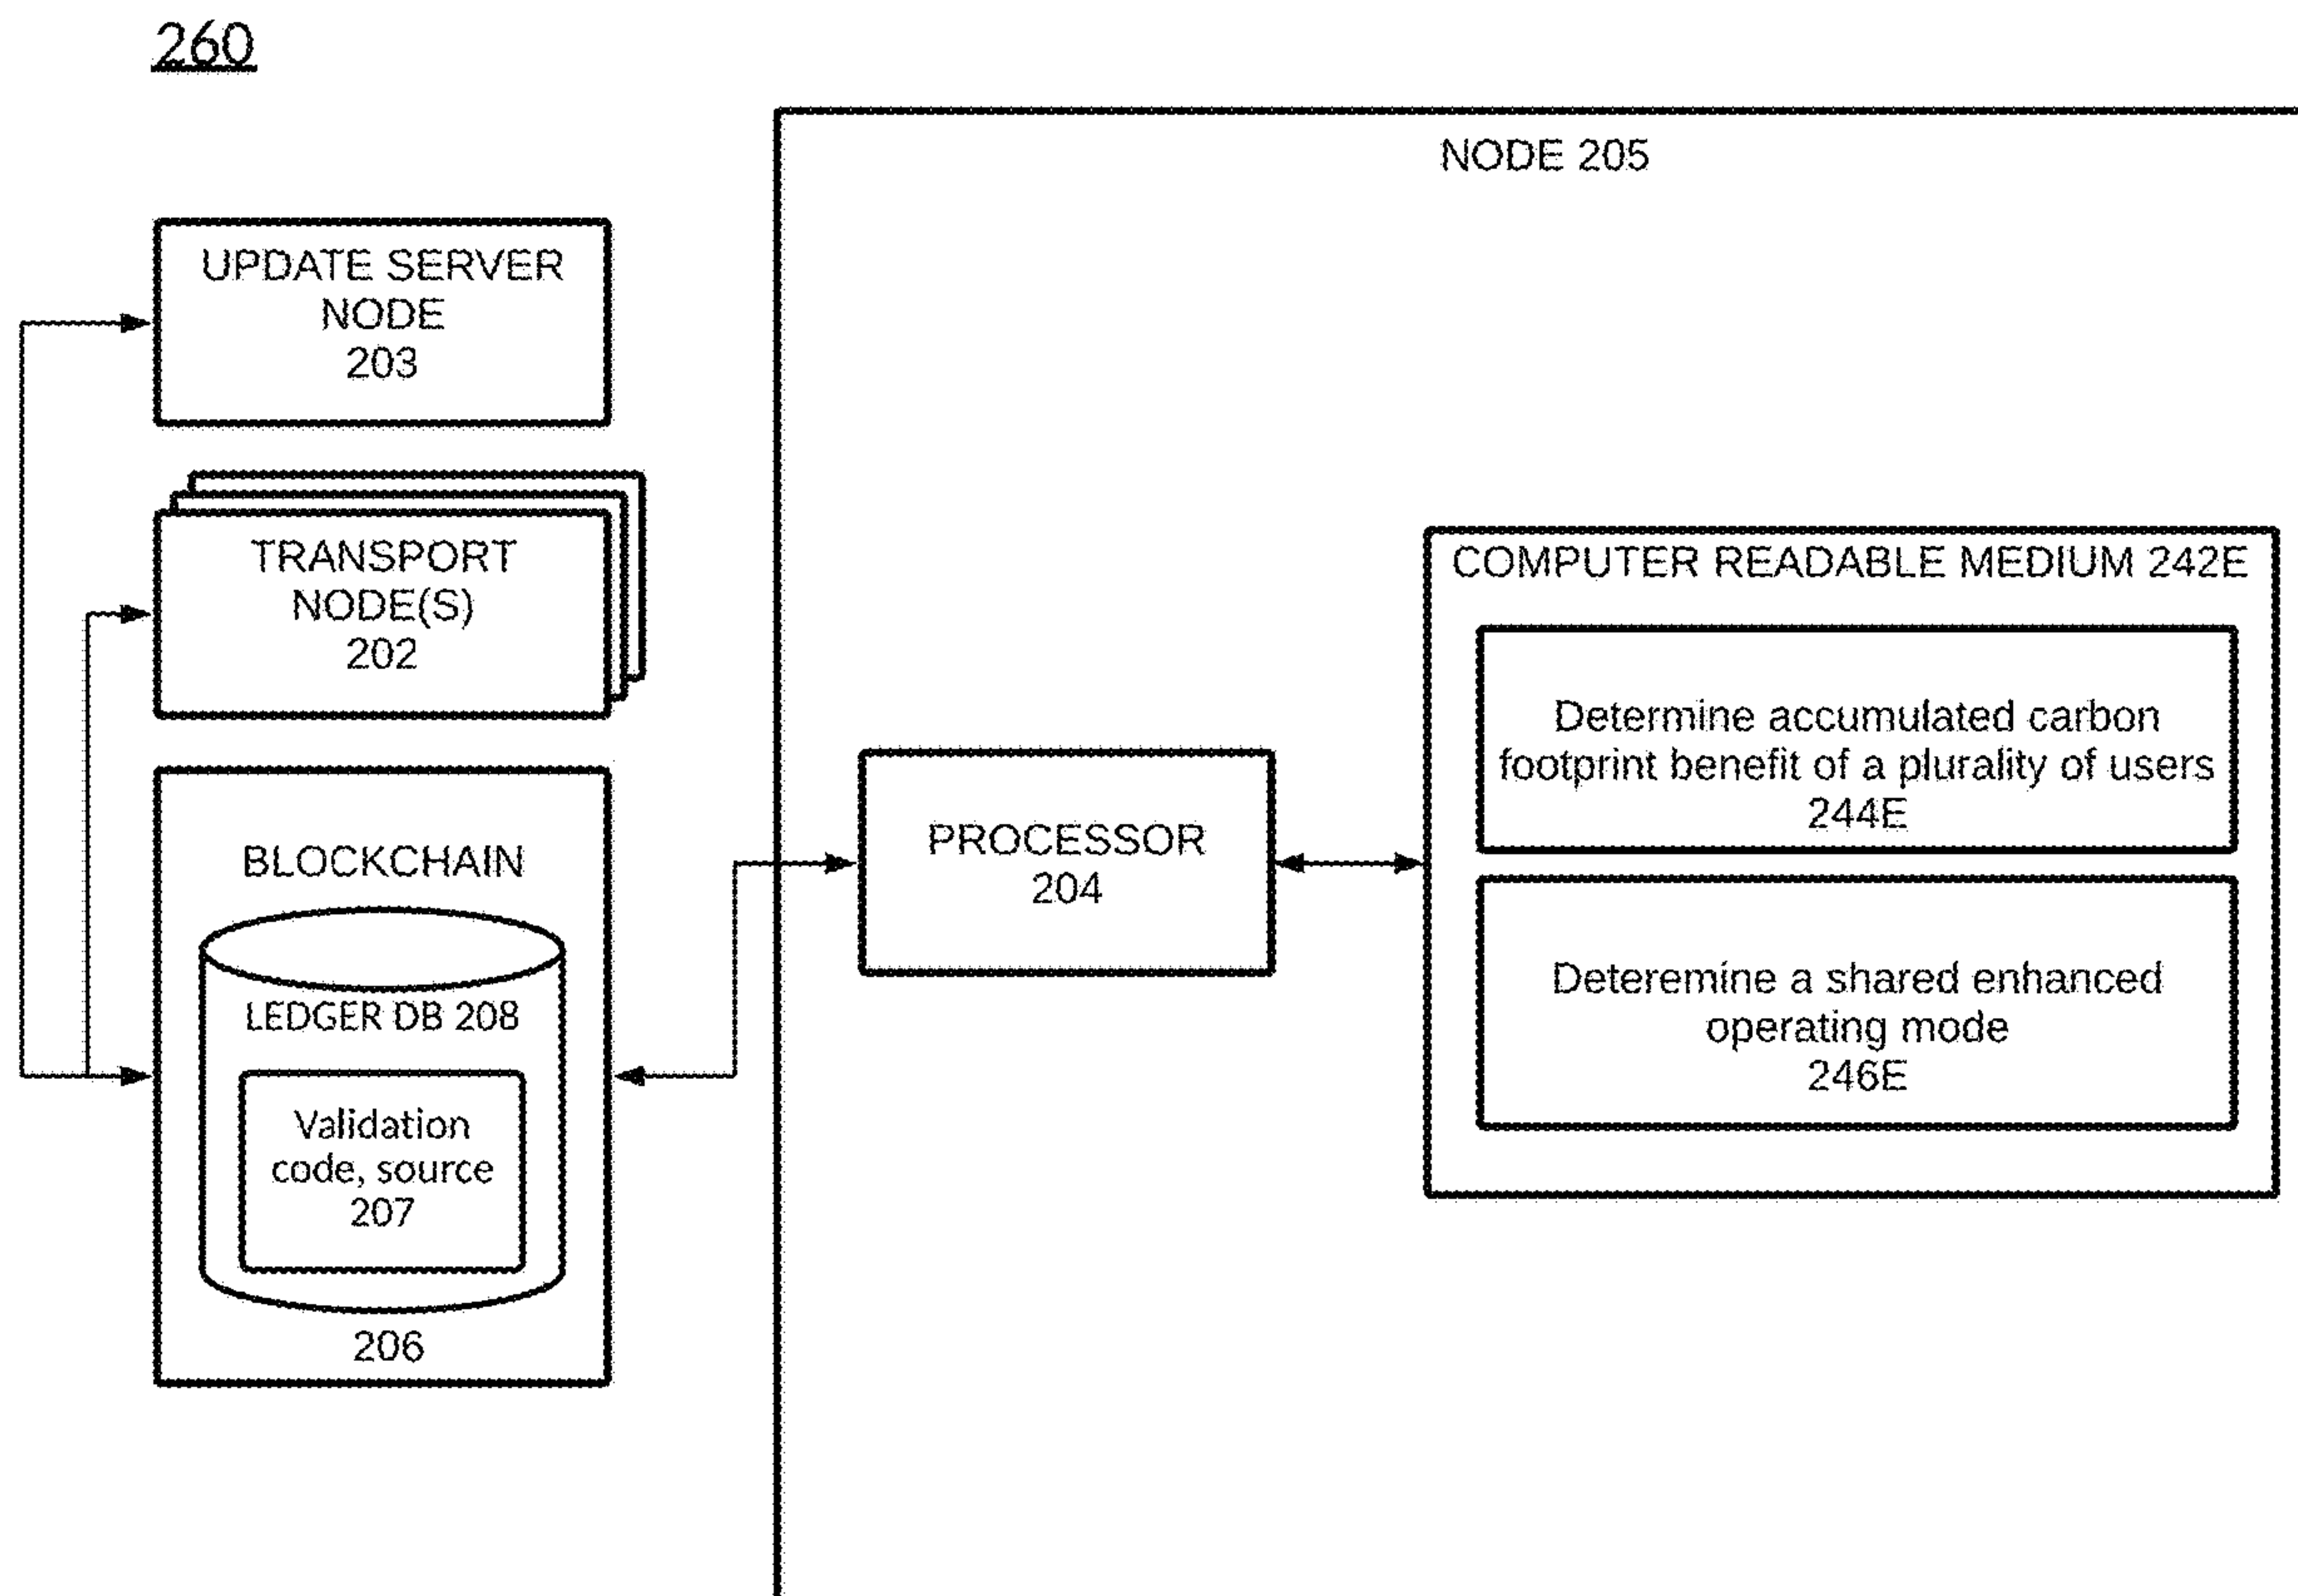 260
NODE 205
UPDATE SERVER
NODE
203
TRANSPORT
NODE(S)
202
BLOCKCHAIN
LEDGER DB 208
Validation
code, source
207
206
PROCESSOR
204
COMPUTER READABLE MEDIUM 242E
Determine accumulated carbon
footprint benefit of a plurality of users
244E
Deteremine a shared enhanced
operating mode
246E